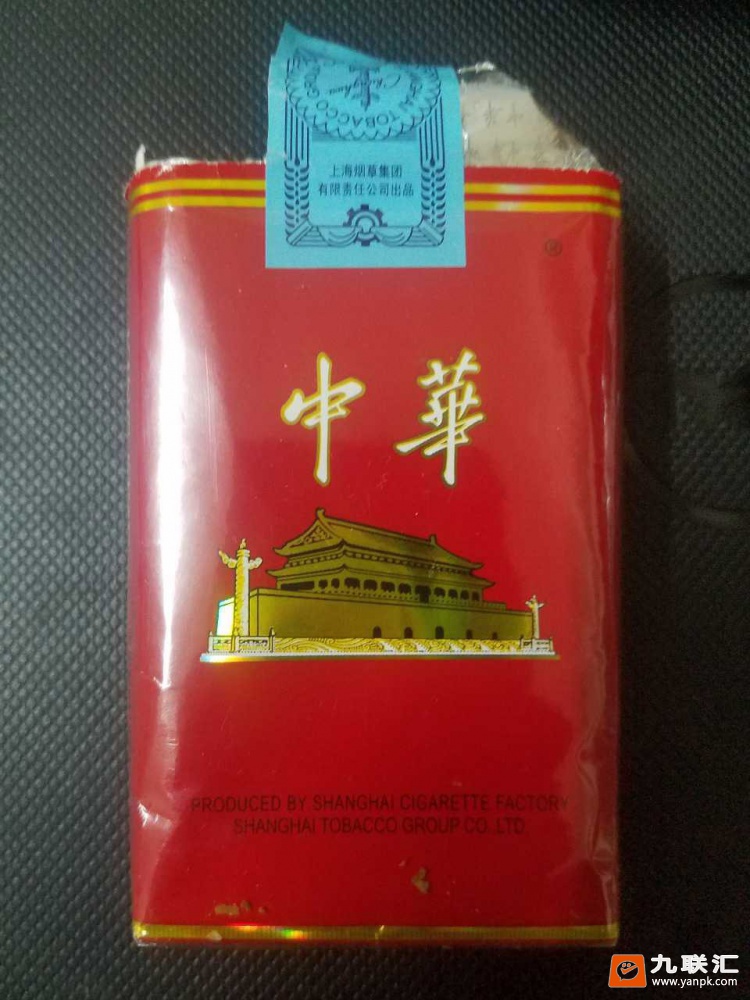 上海烟草集团
有限责任公司出品
®
中華
PRODUCED BY SHANGHAI CIGARETTE FACTORY
SHANGHAI TOBACCO GROUP CO.,LTD
九联汇
www.yanpk.com